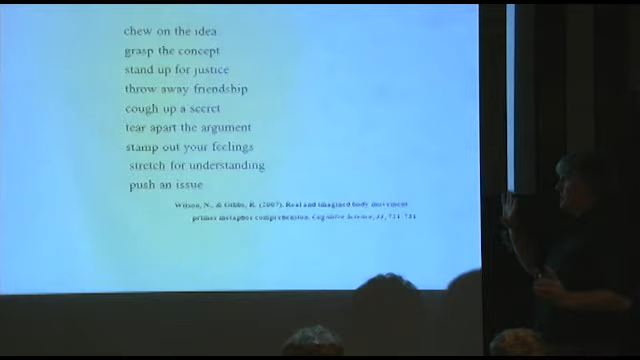 chew on the idea
grasp the concept
stand up for justice
throw away friendship
cough up a secret
tear apart the argument
stamp out your feelings
stretch for understanding
push an issue
Wilson, N., & Gibbs, R. (2007). Real and imagined body movement
primes metaphor comprehension. Cognitive Science, 31, 721-731